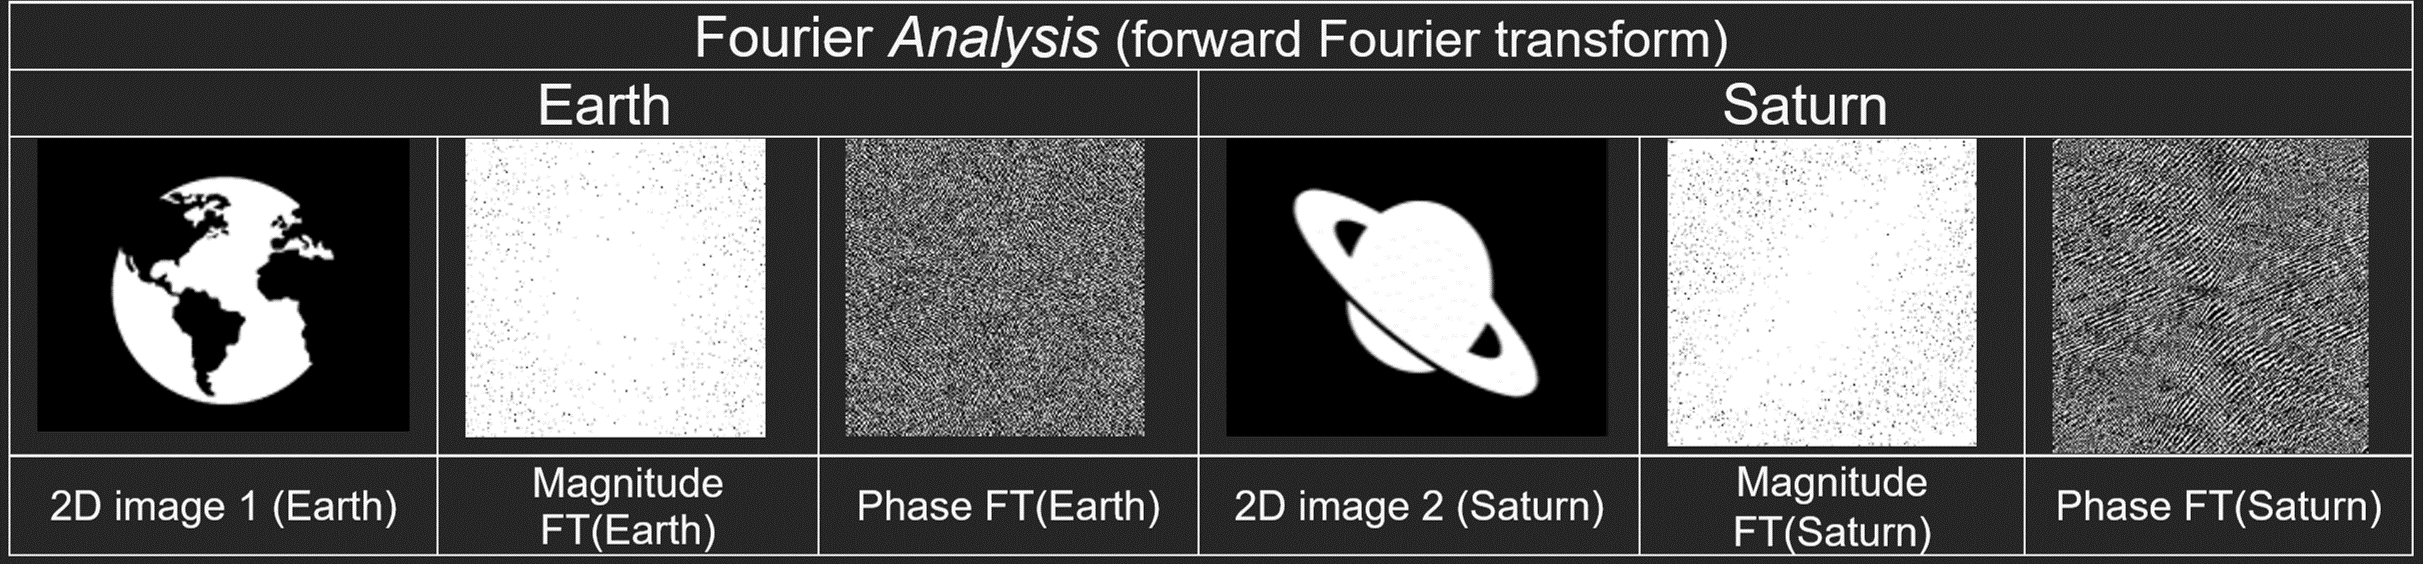 Fourier Analysis (forward Fourier transform)
Earth
Saturn
2D image 1 (Earth)
Magnitude
FT(Earth)
Phase FT(Earth)
2D image 2 (Saturn)
Magnitude
FT(Saturn)
Phase FT(Saturn)